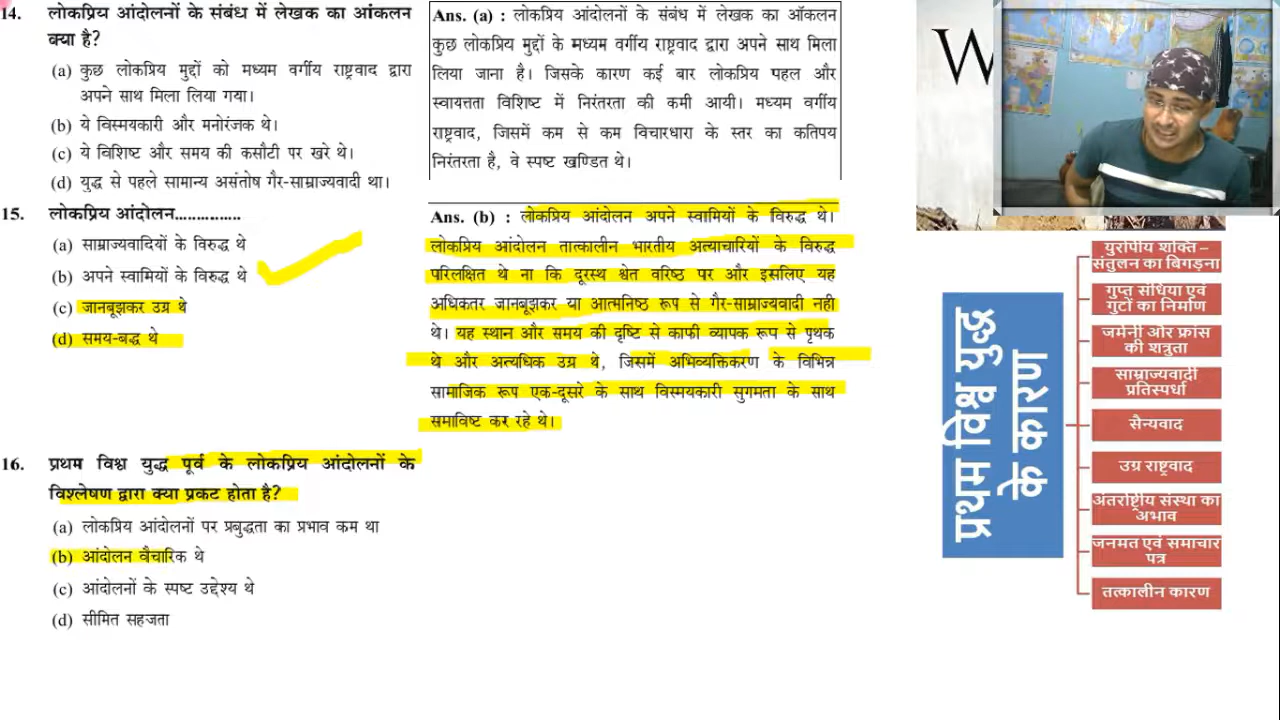 14. लोकप्रिय आंदोलनों के संबंध में लेखक का आंकलन
क्या है?
(a) कुछ लोकप्रिय मुद्दों को मध्यम वर्गीय राष्ट्रवाद द्वारा
अपने साथ मिला लिया गया।
(b) ये विस्मयकारी और मनोरंजक थे।
(c) ये विशिष्ट और समय की कसौटी पर खरे थे।
(d) युद्ध से पहले सामान्य असंतोष गैर-साम्राज्यवादी था।
15. लोकप्रिय आंदोलन...............
(a) साम्राज्यवादियों के विरुद्ध थे
(b) अपने स्वामियों के विरुद्ध थे
(c) जानबूझकर उग्र थे
(d) समय-बद्ध थे
16. प्रथम विश्व युद्ध पूर्व के लोकप्रिय आंदोलनों के
विश्लेषण द्वारा क्या प्रकट होता है?
(a) लोकप्रिय आंदोलनों पर प्रबुद्धता का प्रभाव कम था
(b) आंदोलन वैचारिक थे
(c) आंदोलनों के स्पष्ट उद्देश्य थे
(d) सीमित सहजता
Ans. (a) : लोकप्रिय आंदोलनों के संबंध में लेखक का ऑकलन
कुछ लोकप्रिय मुद्दों के मध्यम वर्गीय राष्ट्रवाद द्वारा अपने साथ मिला
लिया जाना है। जिसके कारण कई बार लोकप्रिय पहल और
स्वायत्तता विशिष्ट में निरंतरता की कमी आयी। मध्यम वर्गीय
राष्ट्रवाद, जिसमें कम से कम विचारधारा के स्तर का कतिपय
निरंतरता है, वे स्पष्ट खण्डित थे।
Ans. (b) : लोकप्रिय आंदोलन अपने स्वामियों के विरुद्ध थे।
लोकप्रिय आंदोलन तात्कालीन भारतीय अत्याचारियों के विरुद्ध
परिलक्षित थे ना कि दूरस्थ श्वेत वरिष्ठ पर और इसलिए यह
अधिकतर जानबूझकर या आत्मनिष्ठ रूप से गैर-साम्राज्यवादी नही
थे। यह स्थान और समय की दृष्टि से काफी व्यापक रूप से पृथक
थे और अत्यधिक उग्र थे, जिसमें अभिव्यक्तिकरण के विभिन्न
सामाजिक रूप एक-दूसरे के साथ विस्मयकारी सुगमता के साथ
समाविष्ट कर रहे थे।
W
प्रथम विश्व युद्ध
के कारण
युरोपीय शक्ति –
संतुलन का बिगड़ना
गुप्त संधिया एवं
गुटों का निर्माण
जर्मनी ओर फ्रांस
की शत्रुता
साम्राज्यवादी
प्रतिस्पर्धा
सैन्यवाद
उग्र राष्ट्रवाद
अंतर्राष्ट्रीय संस्था का
अभाव
जनमत एवं समाचार
पत्र
तत्कालीन कारण